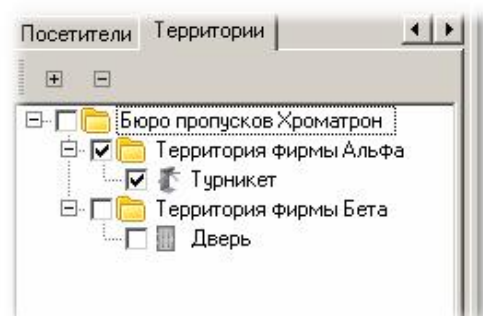 Посетители Территории
Бюро пропусков Хроматрон
Территория фирмы Альфа
Турникет
Территория фирмы Бета
Дверь